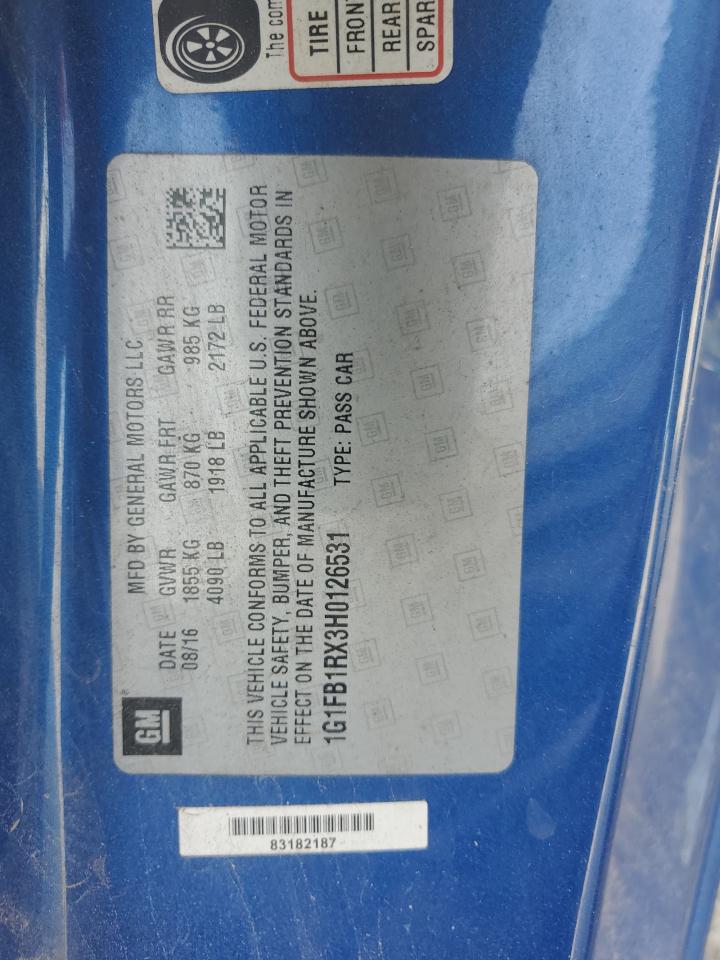 The com
TIRE
FRON
REAR
SPAR
MFD BY GENERAL MOTORS LLC
GM
DATE GVWR GAWR FRT GAWR RR
08/16 1855 KG 870 KG 985 KG
4090 LB 1918 LB 2172 LB
THIS VEHICLE CONFORMS TO ALL APPLICABLE U.S. FEDERAL MOTOR
VEHICLE SAFETY, BUMPER, AND THEFT PREVENTION STANDARDS IN
EFFECT ON THE DATE OF MANUFACTURE SHOWN ABOVE.
1G1FB1RX3H0126531 TYPE: PASS CAR
83182187